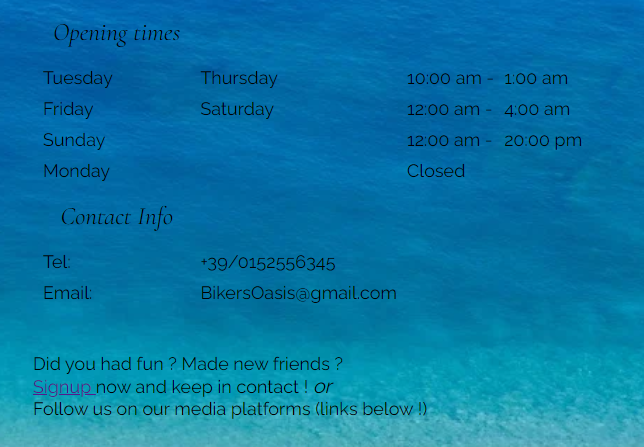 Opening times
Tuesday Thursday 10:00 am - 1:00 am
Friday Saturday 12:00 am - 4:00 am
Sunday 12:00 am - 20:00 pm
Monday Closed
Contact Info
Tel: +39/0152556345
Email: BikersOasis@gmail.com
Did you had fun ? Made new friends ?
Signup now and keep in contact ! or
Follow us on our media platforms (links below !)